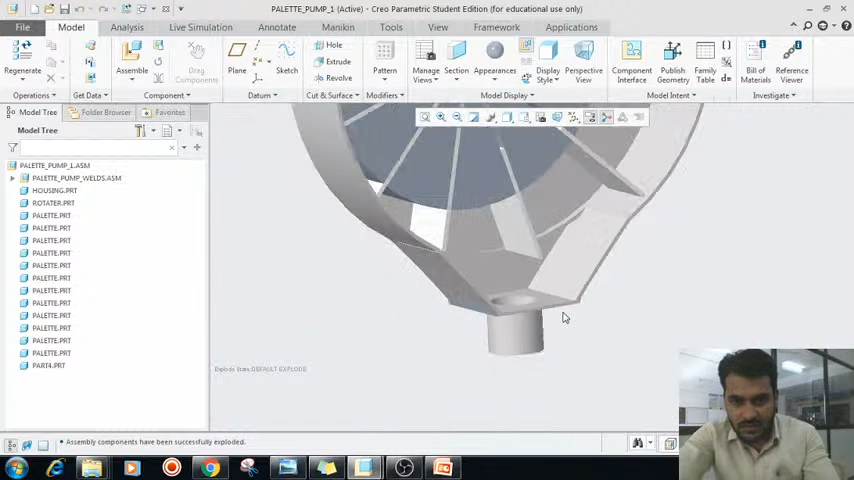 PALETTE_PUMP_1 (Active) - Creo Parametric Student Edition (for educational use only)
File Model Analysis Live Simulation Annotate Manikin Tools View Framework Applications
Regenerate Assemble Drag Components Plane Sketch Hole Extrude Revolve Pattern Manage Views Section Appearances Display Style Perspective View Component Interface Publish Geometry Family Table Bill of Materials Reference Viewer
Operations Get Data Component Datum Cut & Surface Modifiers Model Display Model Intent Investigate
Model Tree Folder Browser Favorites
Model Tree
PALETTE_PUMP_1.ASM
PALETTE_PUMP_WELDS.ASM
HOUSING.PRT
ROTATER.PRT
PALETTE.PRT
PALETTE.PRT
PALETTE.PRT
PALETTE.PRT
PALETTE.PRT
PALETTE.PRT
PALETTE.PRT
PALETTE.PRT
PALETTE.PRT
PALETTE.PRT
PALETTE.PRT
PALETTE.PRT
PART4.PRT
Explode State:DEFAULT EXPLODE
Assembly components have been successfully exploded.